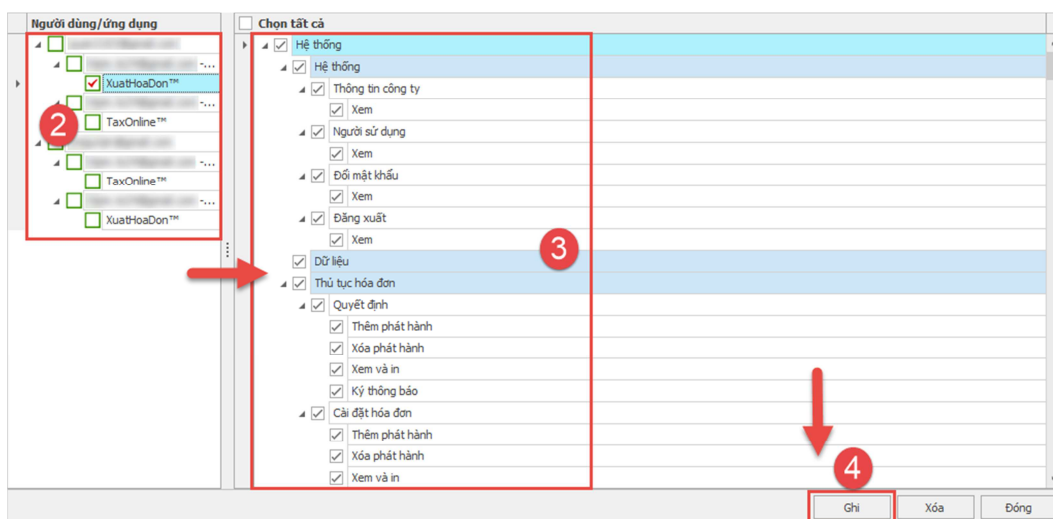 Người dùng/ứng dụng
Chọn tất cả
Hệ thống
-...
Hệ thống
XuatHoaDon™
Thông tin công ty
-...
Xem
2
TaxOnline™
Người sử dụng
Xem
-...
Đổi mật khẩu
TaxOnline™
Xem
-...
Đăng xuất
XuatHoaDon™
Xem
3
Dữ liệu
Thủ tục hóa đơn
Quyết định
Thêm phát hành
Xóa phát hành
Xem và in
Ký thông báo
Cài đặt hóa đơn
Thêm phát hành
Xóa phát hành
4
Xem và in
Ghi
Xóa
Đóng